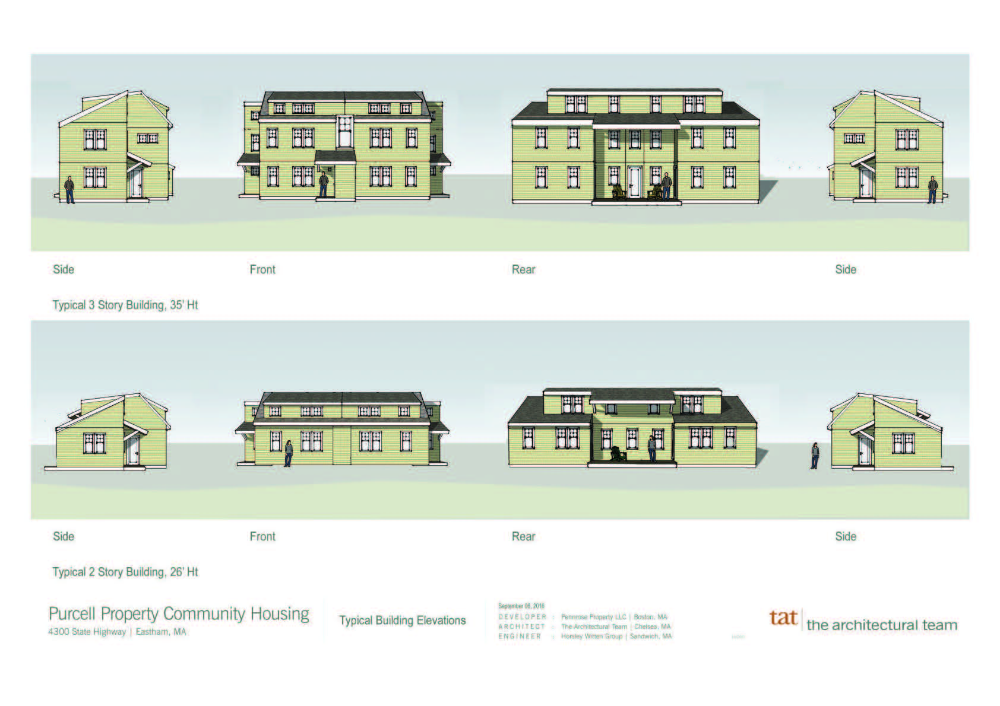 Side
Front
Rear
Side
Typical 3 Story Building, 35' Ht
Side
Front
Rear
Side
Typical 2 Story Building, 26' Ht
Purcell Property Community Housing
4300 State Highway | Eastham, MA
Typical Building Elevations
September 06, 2016
DEVELOPER : Pennrose Property LLC | Boston, MA
ARCHITECT : The Architectural Team | Chelsea, MA
ENGINEER : Horsley Witten Group | Sandwich, MA
tat | the architectural team